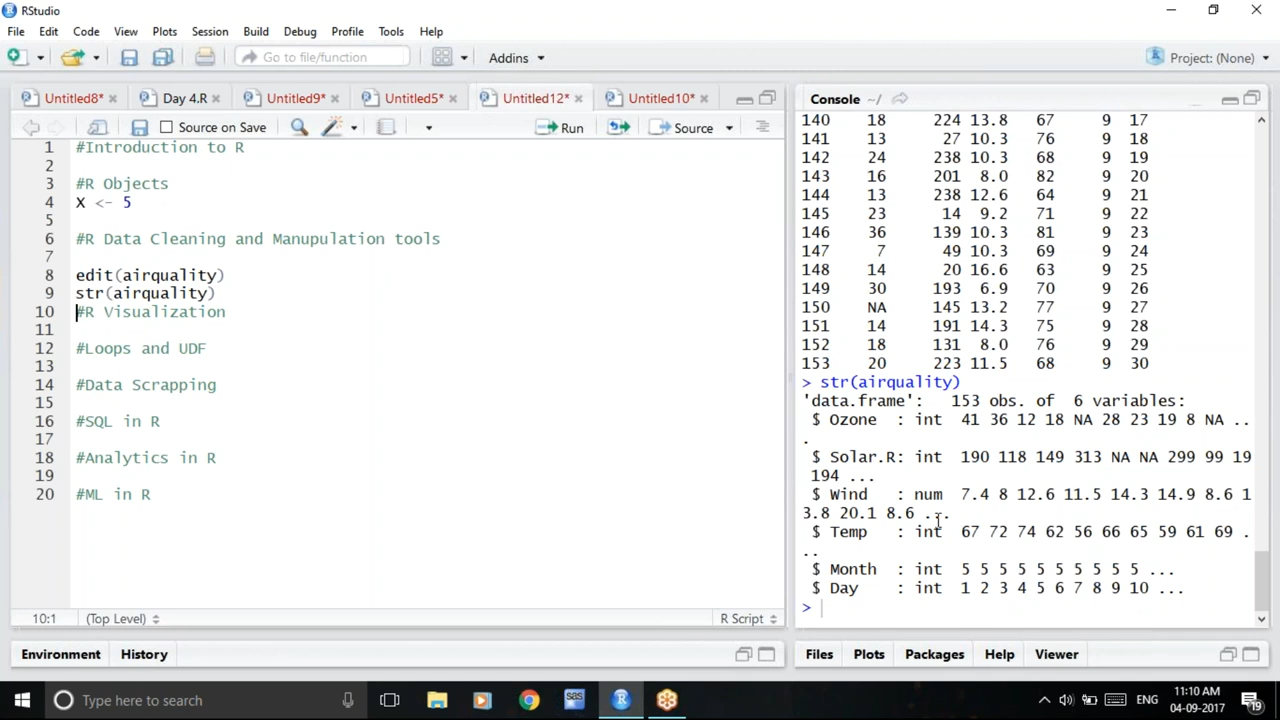 RStudio
File Edit Code View Plots Session Build Debug Profile Tools Help
Go to file/function Addins Project: (None)
Untitled8* Day 4.R Untitled9* Untitled5* Untitled12* Untitled10*
Source on Save Run Source
1 #Introduction to R
2
3 #R Objects
4 X <- 5
5
6 #R Data Cleaning and Manupulation tools
7
8 edit(airquality)
9 str(airquality)
10 #R Visualization
11
12 #Loops and UDF
13
14 #Data Scrapping
15
16 #SQL in R
17
18 #Analytics in R
19
20 #ML in R
10:1 (Top Level) R Script
Environment History
Console ~/
140 18 224 13.8 67 9 17
141 13 27 10.3 76 9 18
142 24 238 10.3 68 9 19
143 16 201 8.0 82 9 20
144 13 238 12.6 64 9 21
145 23 14 9.2 71 9 22
146 36 139 10.3 81 9 23
147 7 49 10.3 69 9 24
148 14 20 16.6 63 9 25
149 30 193 6.9 70 9 26
150 NA 145 13.2 77 9 27
151 14 191 14.3 75 9 28
152 18 131 8.0 76 9 29
153 20 223 11.5 68 9 30
> str(airquality)
'data.frame': 153 obs. of 6 variables:
$ Ozone : int 41 36 12 18 NA 28 23 19 8 NA ..
.
$ Solar.R: int 190 118 149 313 NA NA 299 99 19
194 ...
$ Wind : num 7.4 8 12.6 11.5 14.3 14.9 8.6 1
3.8 20.1 8.6 ...
$ Temp : int 67 72 74 62 56 66 65 59 61 69 .
..
$ Month : int 5 5 5 5 5 5 5 5 5 5 ...
$ Day : int 1 2 3 4 5 6 7 8 9 10 ...
>
Files Plots Packages Help Viewer
Type here to search
sas
ENG
11:10 AM
04-09-2017
19